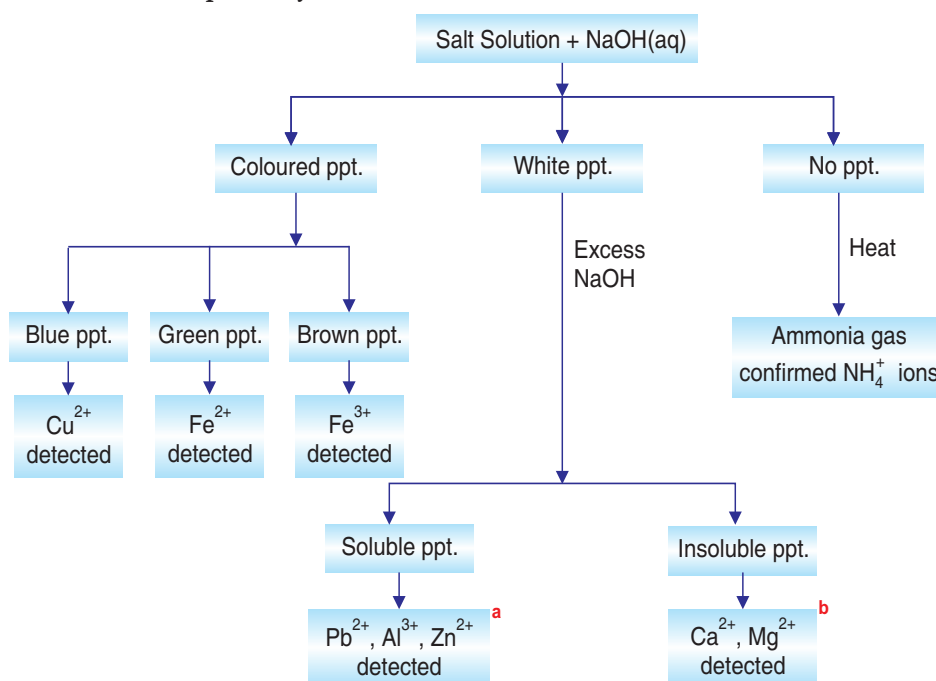 Salt Solution + NaOH(aq)
Coloured ppt.
White ppt.
No ppt.
Excess
NaOH
Heat
Blue ppt.
Green ppt.
Brown ppt.
Ammonia gas
confirmed NH₄⁺ ions
Cu²⁺
detected
Fe²⁺
detected
Fe³⁺
detected
Soluble ppt.
Insoluble ppt.
Pb²⁺, Al³⁺, Zn²⁺
detected
a
Ca²⁺, Mg²⁺
detected
b